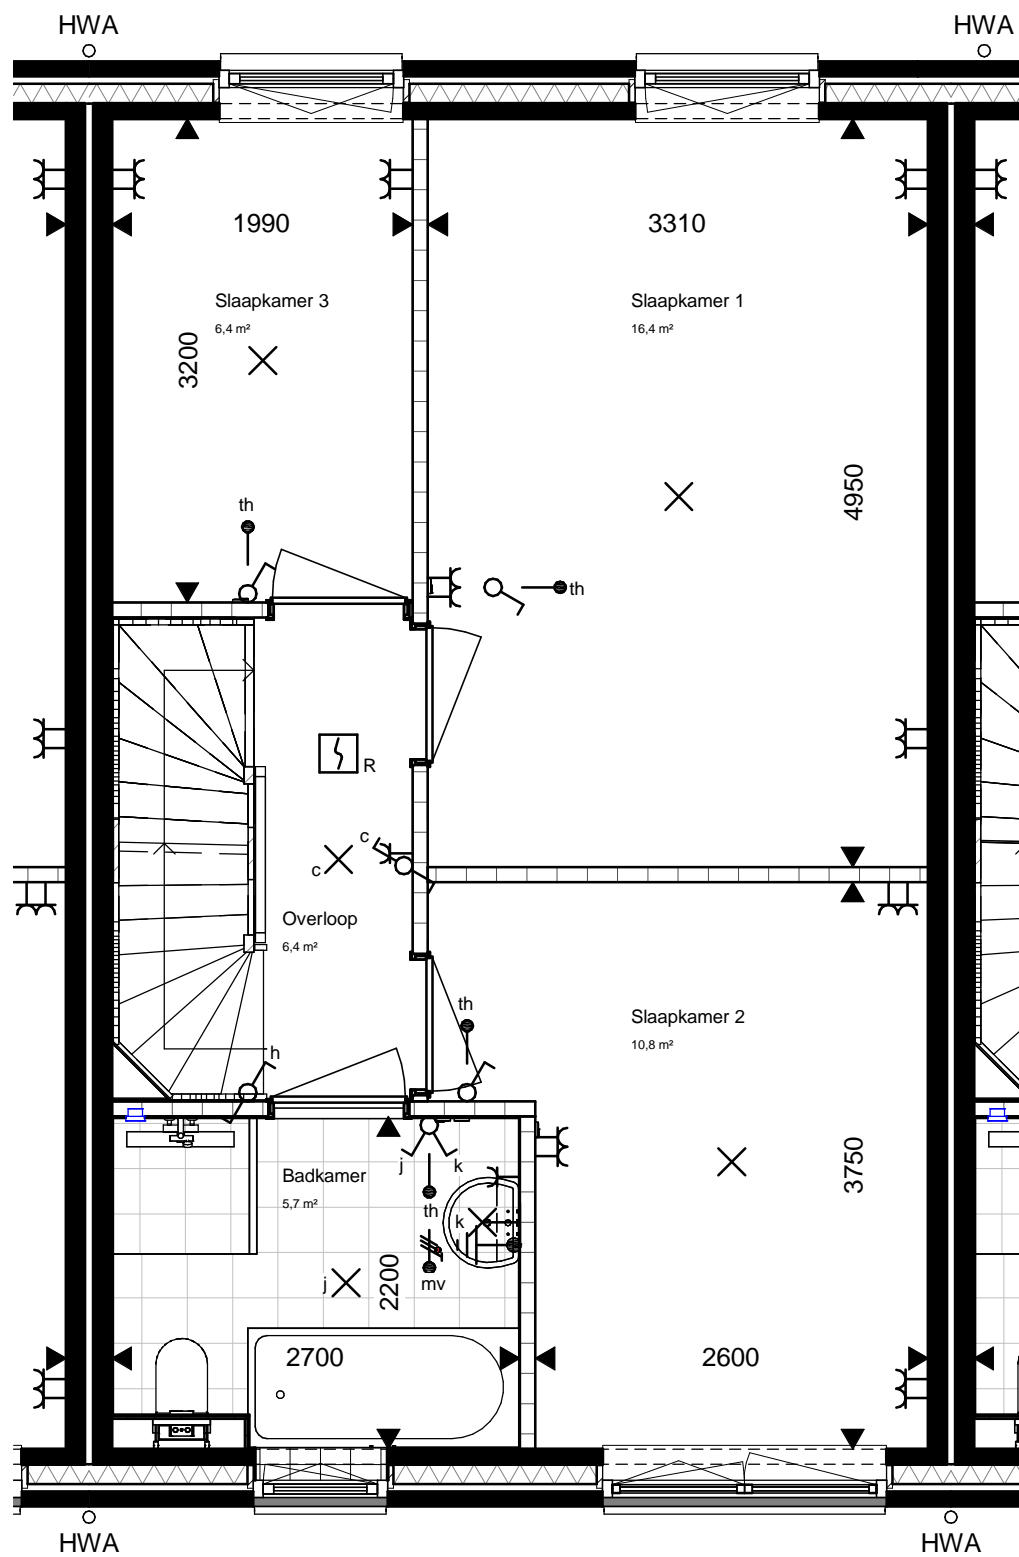 HWA
HWA
1990
3310
Slaapkamer 3
6,4 m²
Slaapkamer 1
16,4 m²
3200
4950
th
th
R
c
c
Overloop
6,4 m²
th
Slaapkamer 2
10,8 m²
h
j
k
Badkamer
5,7 m²
3750
th
k
j
2200
mv
2700
2600
HWA
HWA